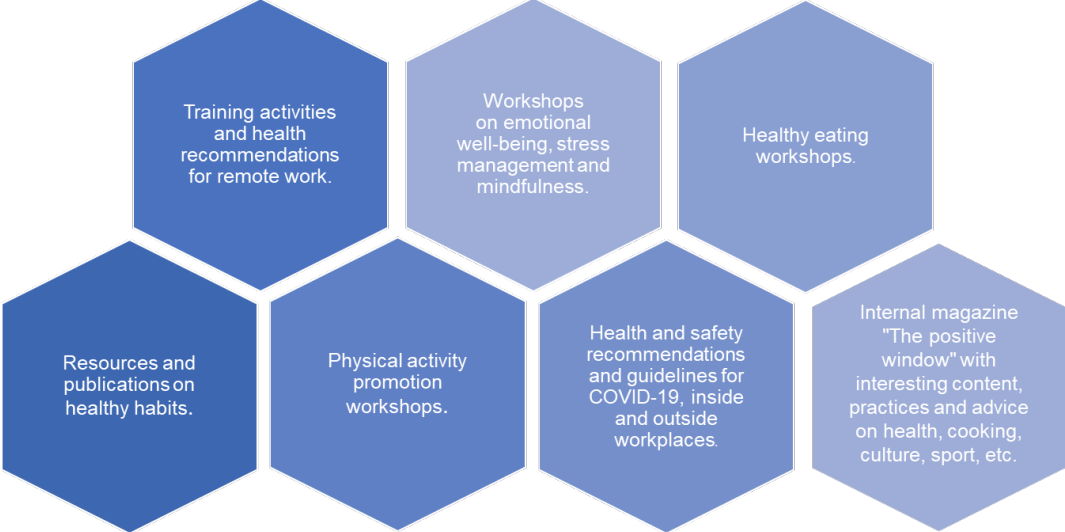 Training activities
and health
recommendations
for remote work.
Workshops
on emotional
well-being, stress
management and
mindfulness.
Healthy eating
workshops.
Resources and
publications on
healthy habits.
Physical activity
promotion
workshops.
Health and safety
recommendations
and guidelines for
COVID-19, inside
and outside
workplaces.
Internal magazine
"The positive
window" with
interesting content,
practices and advice
on health, cooking,
culture, sport, etc.